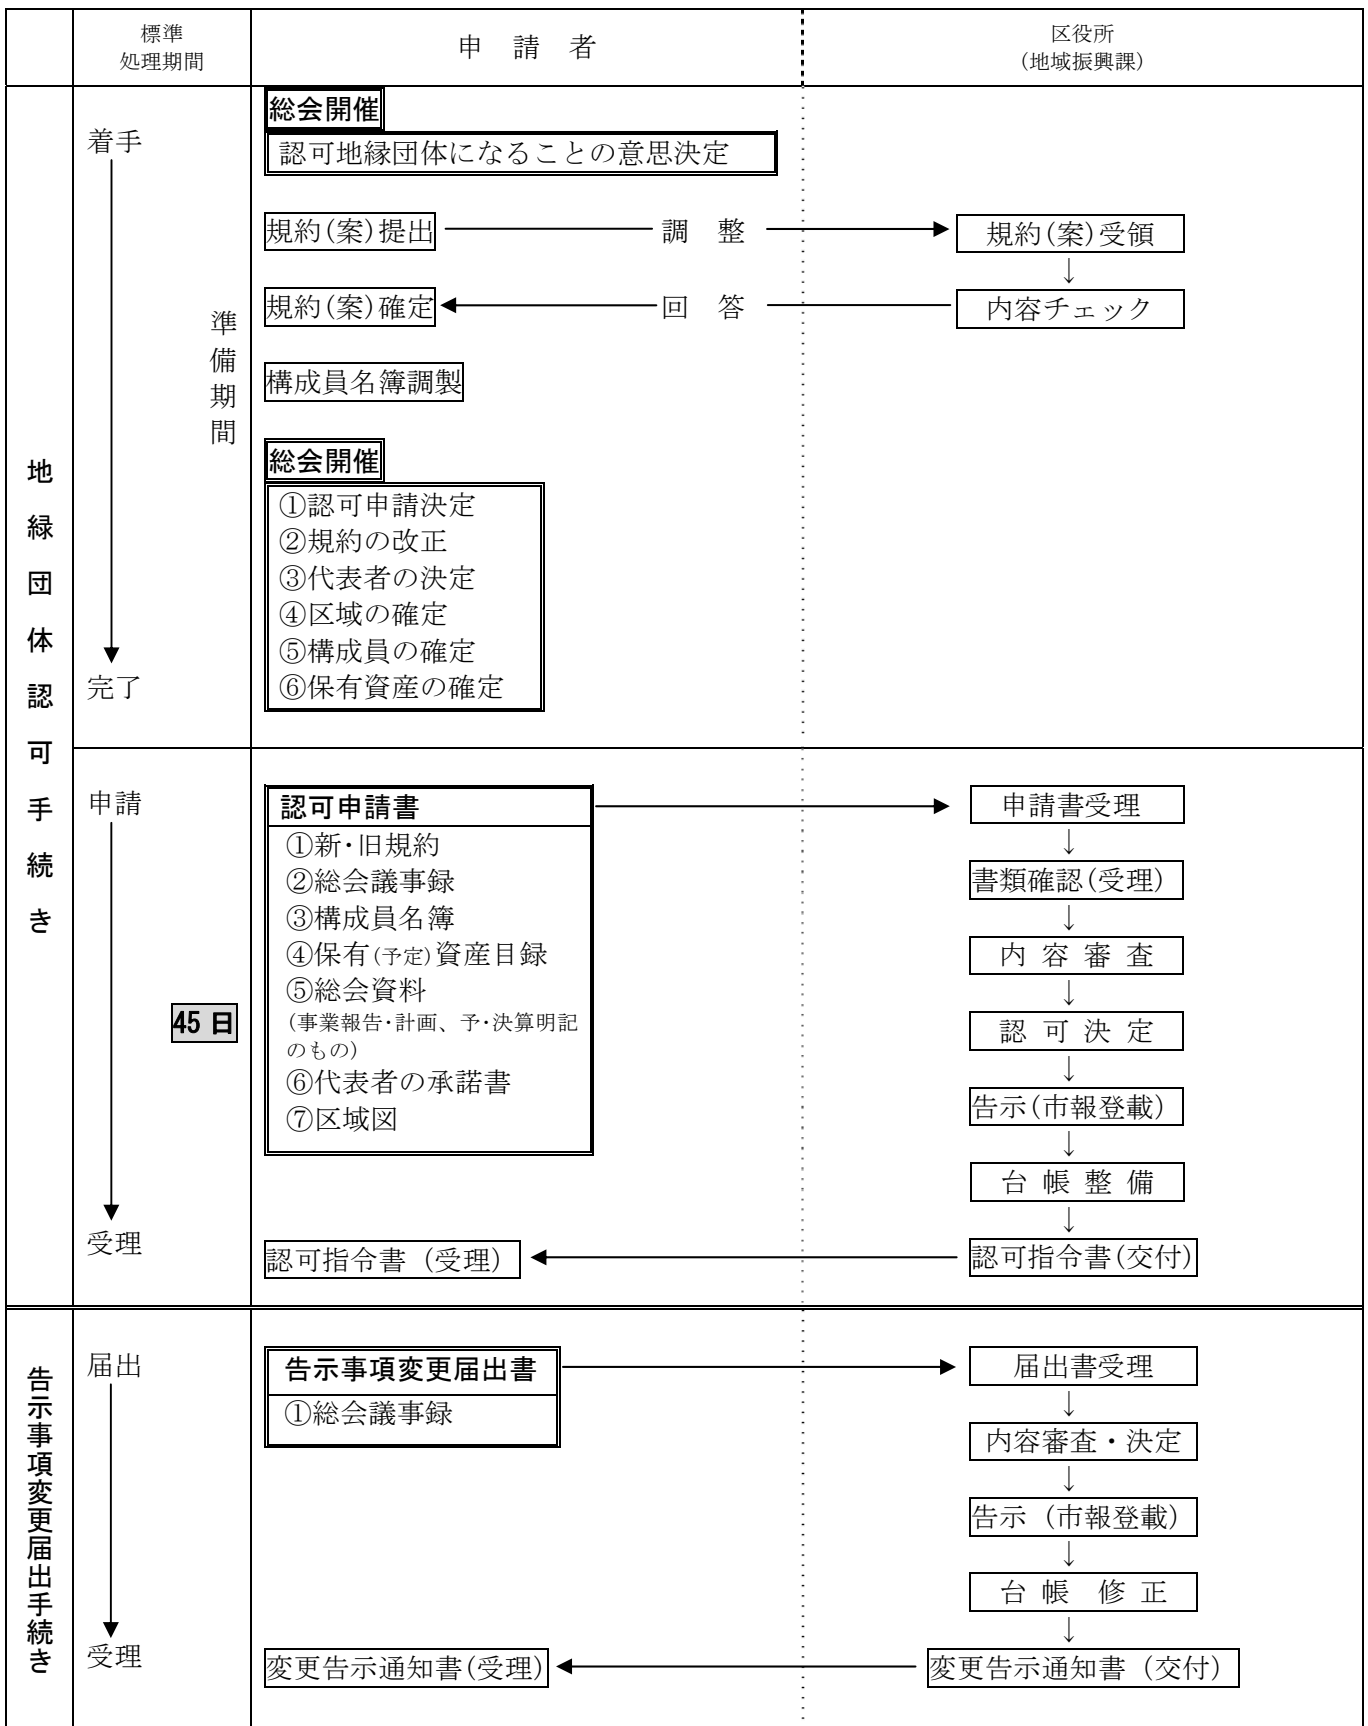 標準
処理期間
申 請 者
区役所
(地域振興課)
地縁団体認可手続き
着手
準備期間
完了
総会開催
認可地縁団体になることの意思決定
規約(案)提出
調 整
規約(案)受領
↓
規約(案)確定
回 答
内容チェック
構成員名簿調製
総会開催
①認可申請決定
②規約の改正
③代表者の決定
④区域の確定
⑤構成員の確定
⑥保有資産の確定
申請
45 日
受理
認可申請書
①新・旧規約
②総会議事録
③構成員名簿
④保有(予定)資産目録
⑤総会資料
(事業報告・計画、予・決算明記
のもの)
⑥代表者の承諾書
⑦区域図
申請書受理
↓
書類確認(受理)
↓
内 容 審 査
↓
認 可 決 定
↓
告示(市報登載)
↓
台 帳 整 備
↓
認可指令書（受理）
認可指令書(交付)
告示事項変更届出手続き
届出
受理
告示事項変更届出書
①総会議事録
届出書受理
↓
内容審査・決定
↓
告示（市報登載）
↓
台 帳 修 正
↓
変更告示通知書(受理)
変更告示通知書（交付）